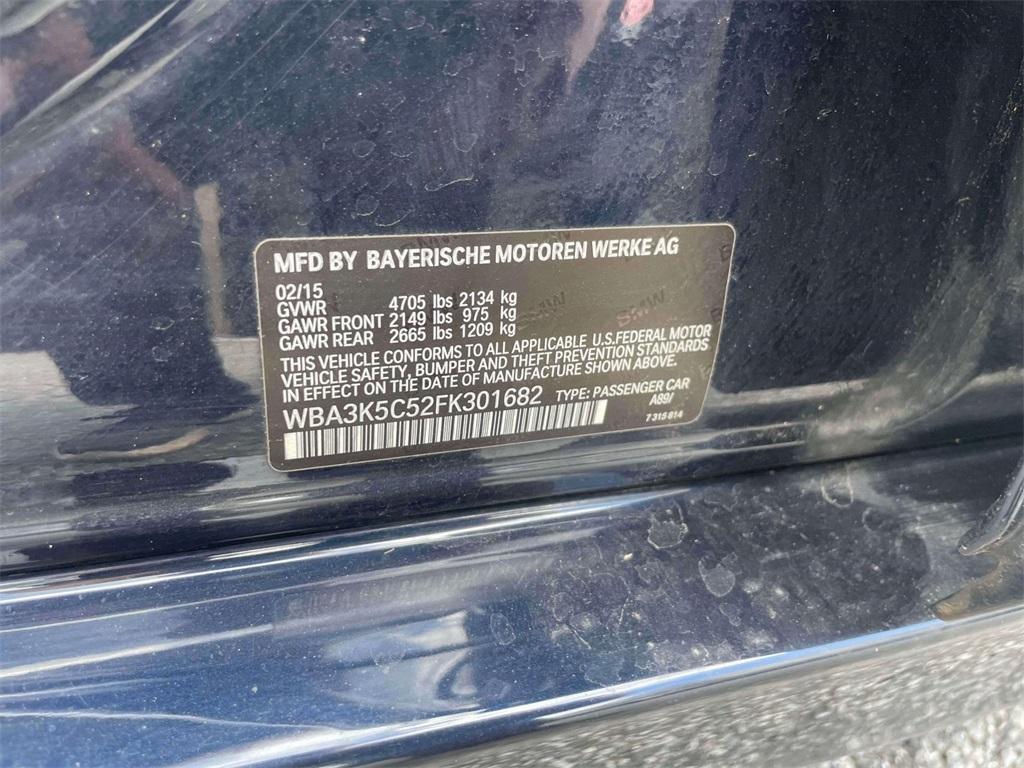 MFD BY BAYERISCHE MOTOREN WERKE AG
02/15
GVWR 4705 lbs 2134 kg
GAWR FRONT 2149 lbs 975 kg
GAWR REAR 2665 lbs 1209 kg
THIS VEHICLE CONFORMS TO ALL APPLICABLE U.S.FEDERAL MOTOR
VEHICLE SAFETY, BUMPER AND THEFT PREVENTION STANDARDS
IN EFFECT ON THE DATE OF MANUFACTURE SHOWN ABOVE.
WBA3K5C52FK301682 TYPE: PASSENGER CAR
A89/
7 315 814
BMW
BMW